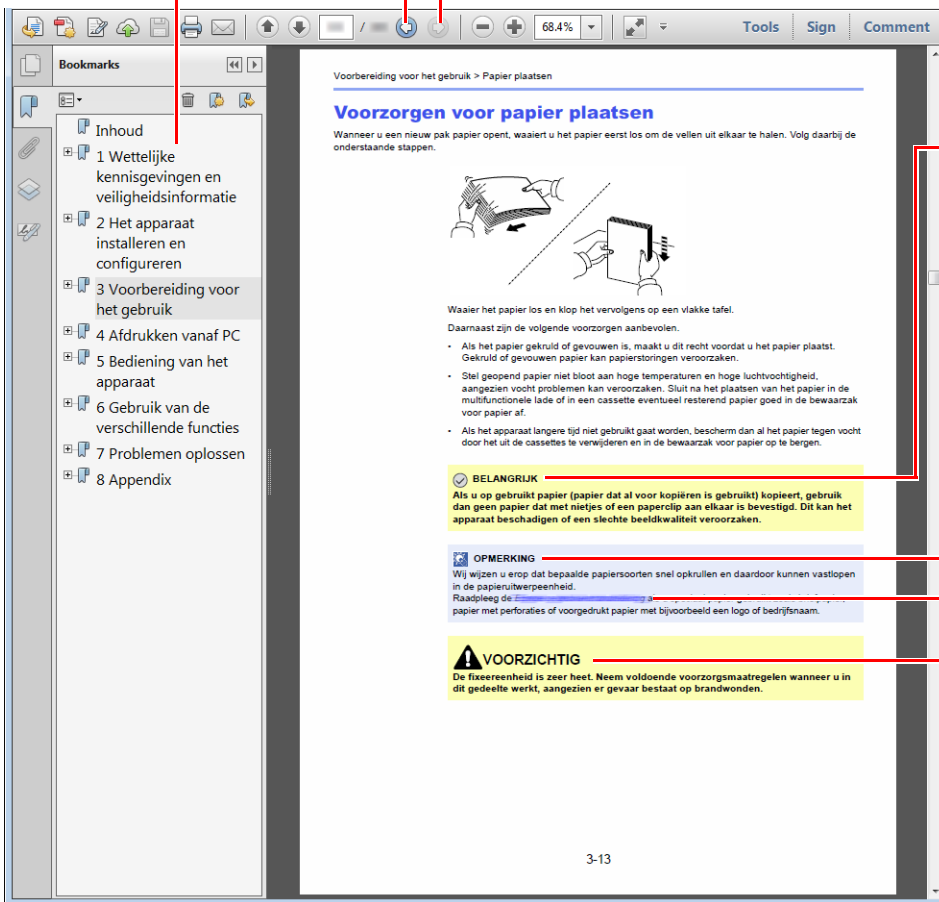 / 68.4% Tools Sign Comment
Bookmarks
Inhoud
1 Wettelijke
kennisgevingen en
veiligheidsinformatie
2 Het apparaat
installeren en
configureren
3 Voorbereiding voor
het gebruik
4 Afdrukken vanaf PC
5 Bediening van het
apparaat
6 Gebruik van de
verschillende functies
7 Problemen oplossen
8 Appendix
Voorbereiding voor het gebruik > Papier plaatsen
Voorzorgen voor papier plaatsen
Wanneer u een nieuw pak papier opent, waaiert u het papier eerst los om de vellen uit elkaar te halen. Volg daarbij de
onderstaande stappen.
Waaier het papier los en klop het vervolgens op een vlakke tafel.
Daarnaast zijn de volgende voorzorgen aanbevolen.
• Als het papier gekruld of gevouwen is, maakt u dit recht voordat u het papier plaatst.
Gekruld of gevouwen papier kan papierstoringen veroorzaken.
• Stel geopend papier niet bloot aan hoge temperaturen en hoge luchtvochtigheid,
aangezien vocht problemen kan veroorzaken. Sluit na het plaatsen van het papier in de
multifunctionele lade of in een cassette eventueel resterend papier goed in de bewaarzak
voor papier af.
• Als het apparaat langere tijd niet gebruikt gaat worden, bescherm dan al het papier tegen vocht
door het uit de cassettes te verwijderen en in de bewaarzak voor papier op te bergen.
BELANGRIJK
Als u op gebruikt papier (papier dat al voor kopiëren is gebruikt) kopieert, gebruik
dan geen papier dat met nietjes of een paperclip aan elkaar is bevestigd. Dit kan het
apparaat beschadigen of een slechte beeldkwaliteit veroorzaken.
OPMERKING
Wij wijzen u erop dat bepaalde papiersoorten snel opkrullen en daardoor kunnen vastlopen
in de papieruitwerpeenheid.
Raadpleeg de
papier met perforaties of voorgedrukt papier met bijvoorbeeld een logo of bedrijfsnaam.
VOORZICHTIG
De fixeereenheid is zeer heet. Neem voldoende voorzorgsmaatregelen wanneer u in
dit gedeelte werkt, aangezien er gevaar bestaat op brandwonden.
3-13